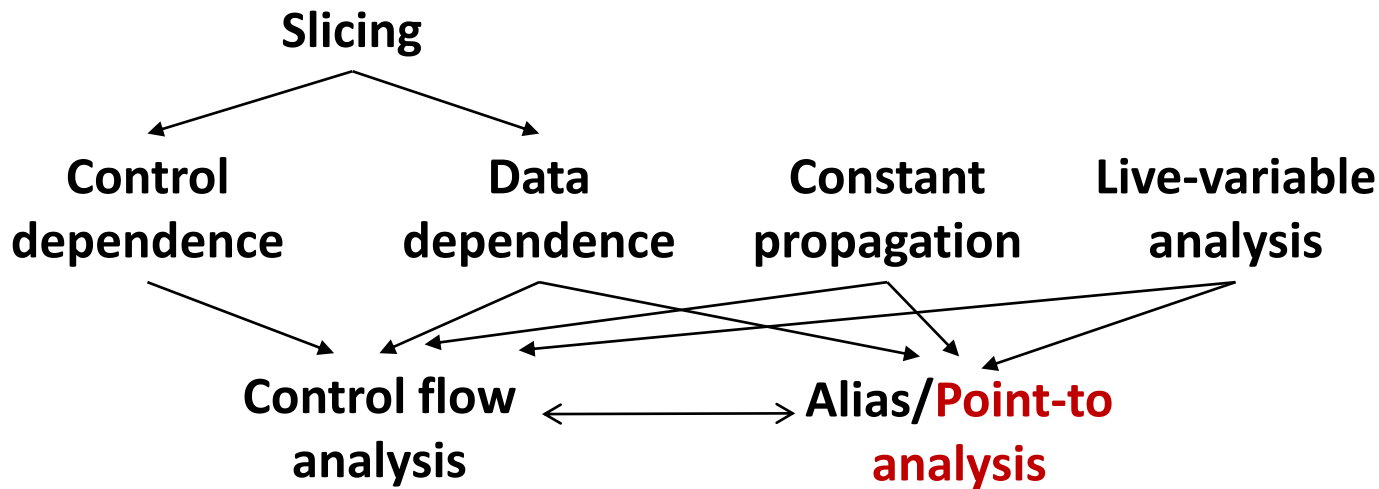 Slicing
Control
dependence
Data
dependence
Constant
propagation
Live-variable
analysis
Control flow
analysis
Alias/Point-to
analysis